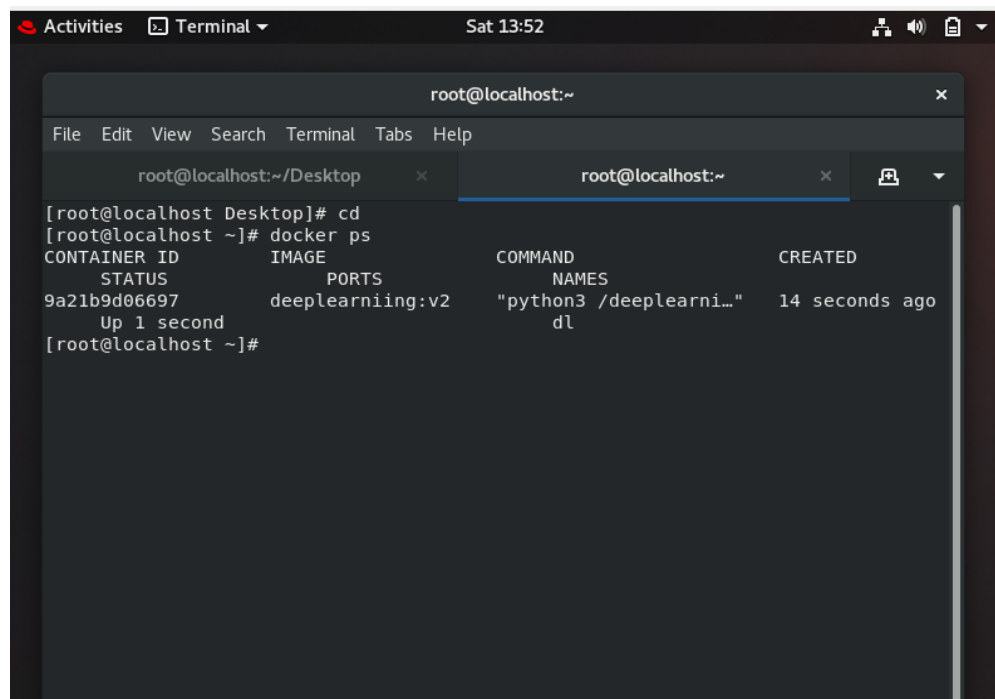 Activities Terminal Sat 13:52
root@localhost:~
File Edit View Search Terminal Tabs Help
root@localhost:~/Desktop root@localhost:~
[root@localhost Desktop]# cd
[root@localhost ~]# docker ps
CONTAINER ID IMAGE COMMAND CREATED
STATUS PORTS NAMES
9a21b9d06697 deeplearniing:v2 "python3 /deeplearni…" 14 seconds ago
Up 1 second dl
[root@localhost ~]#